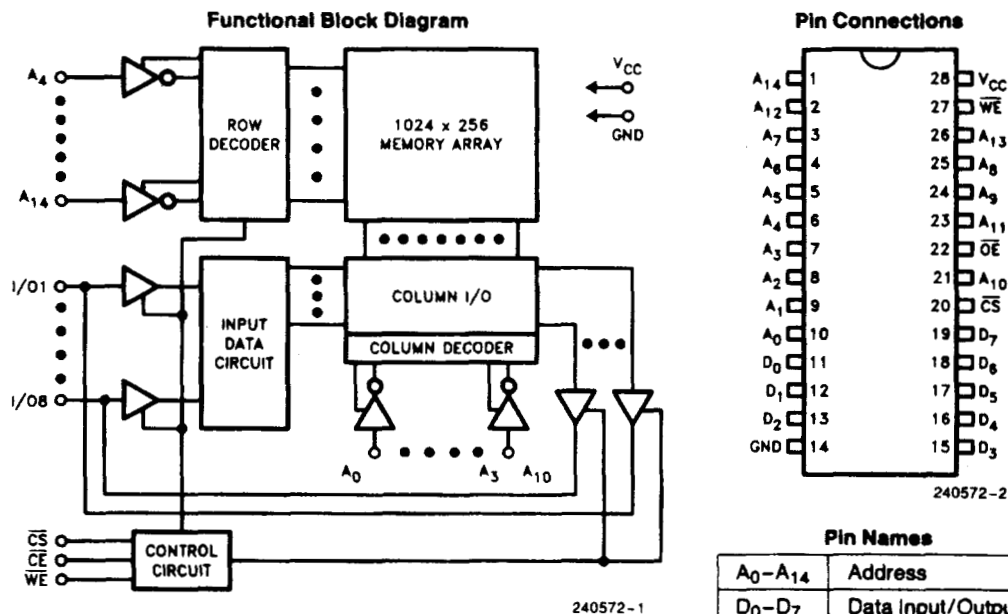 Functional Block Diagram
A4
A14
ROW
DECODER
1024 x 256
MEMORY ARRAY
VCC
GND
I/O1
I/O8
INPUT
DATA
CIRCUIT
COLUMN I/O
COLUMN DECODER
A0
A3 A10
CS
CE
WE
CONTROL
CIRCUIT
240572-1
Pin Connections
A14 1 28 VCC
A12 2 27 WE
A7 3 26 A13
A6 4 25 A8
A5 5 24 A9
A4 6 23 A11
A3 7 22 OE
A2 8 21 A10
A1 9 20 CS
A0 10 19 D7
D0 11 18 D6
D1 12 17 D5
D2 13 16 D4
GND 14 15 D3
240572-2
Pin Names
A0-A14 Address
D0-D7 Data Input/Outpu